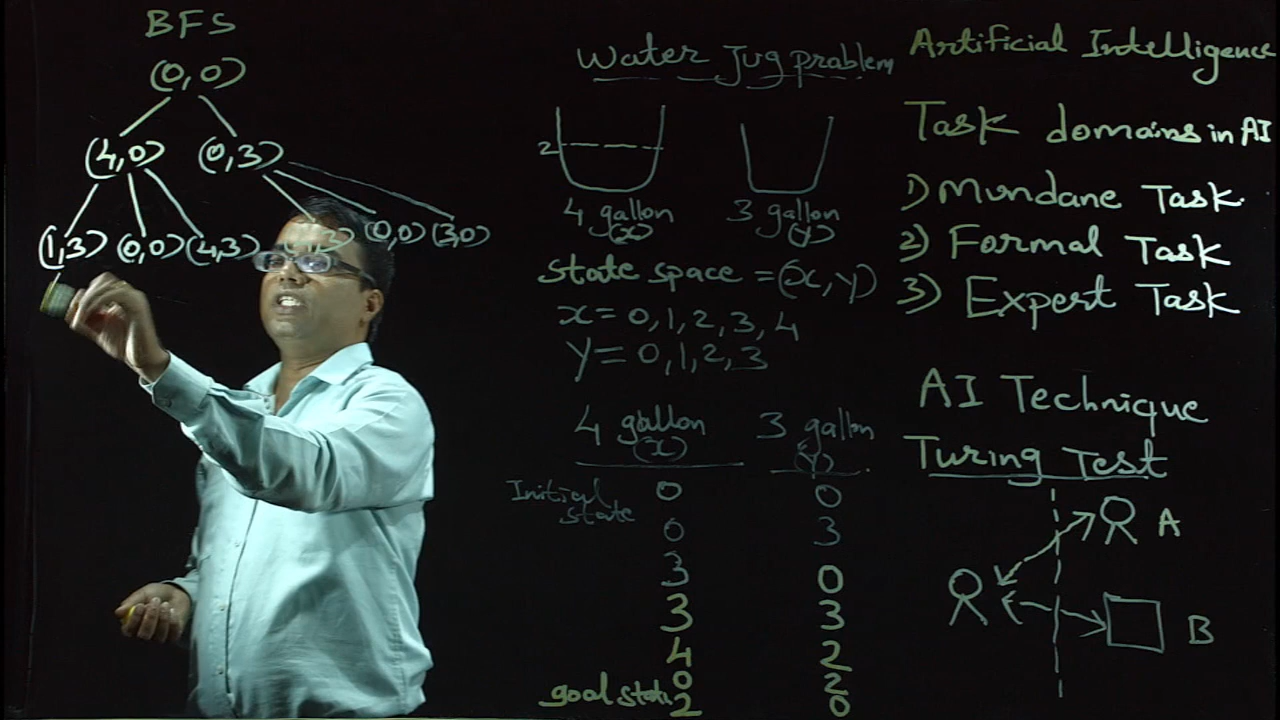 BFS
(0,0)
(4,0) (0,3)
(1,3) (0,0) (4,3) (4,3) (0,0) (3,0)
Water Jug problem
2
4 gallon 3 gallon
(x) (y)
State space = (x, y)
x = 0, 1, 2, 3, 4
y = 0, 1, 2, 3
4 gallon 3 gallon
(x) (y)
Initial state 0 0
0 3
3 0
3 3
4 2
0 2
goal state 2 0
Artificial Intelligence
Task domains in AI
1) Mundane Task
2) Formal Task
3) Expert Task
AI Technique
Turing Test
A
B